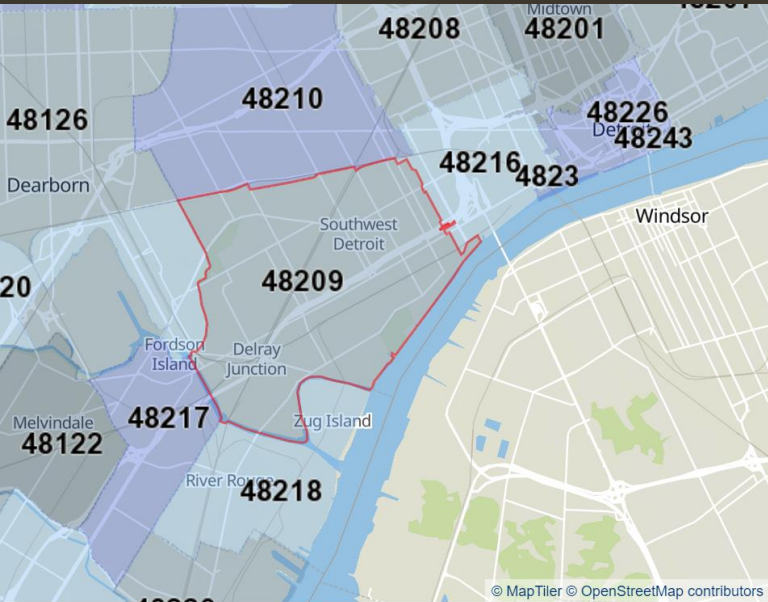 Midtown
48208
48201
48210
48226
Detroit
48243
48126
48216
4823
Dearborn
Windsor
Southwest
Detroit
48209
20
Fordson
Island
Delray
Junction
48217
Melvindale
48122
Zug Island
River Rouge
48218
© MapTiler © OpenStreetMap contributors